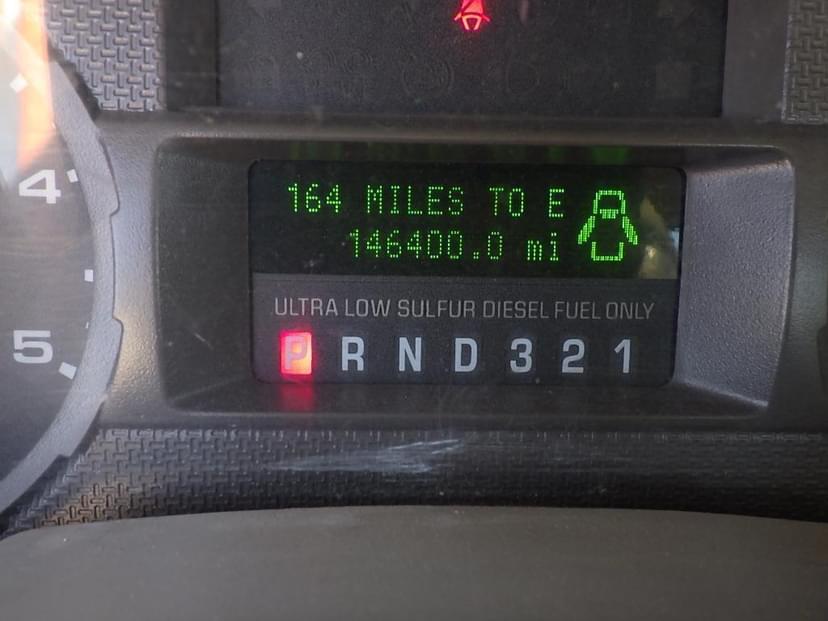 164 MILES TO E
146400.0 mi
ULTRA LOW SULFUR DIESEL FUEL ONLY
P R N D 3 2 1
4
5